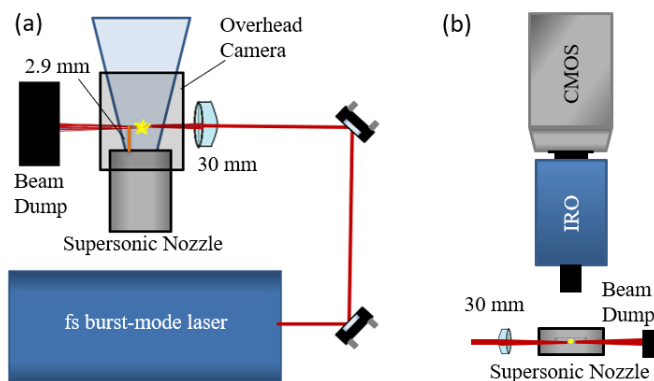 (a)
Overhead
Camera
2.9 mm
30 mm
Beam
Dump
Supersonic Nozzle
fs burst-mode laser
(b)
CMOS
IRO
30 mm
Beam
Dump
Supersonic Nozzle